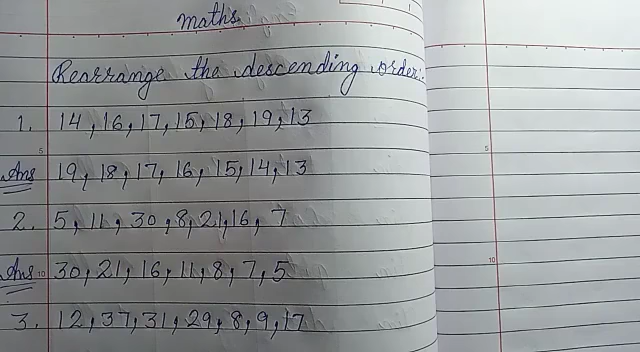 maths
Rearrange the descending order:
1. 14, 16, 17, 15, 18, 19, 13
Ans 19, 18, 17, 16, 15, 14, 13
2. 5, 11, 30, 8, 21, 16, 7
Ans 30, 21, 16, 11, 8, 7, 5
3. 12, 37, 31, 29, 8, 9, 17